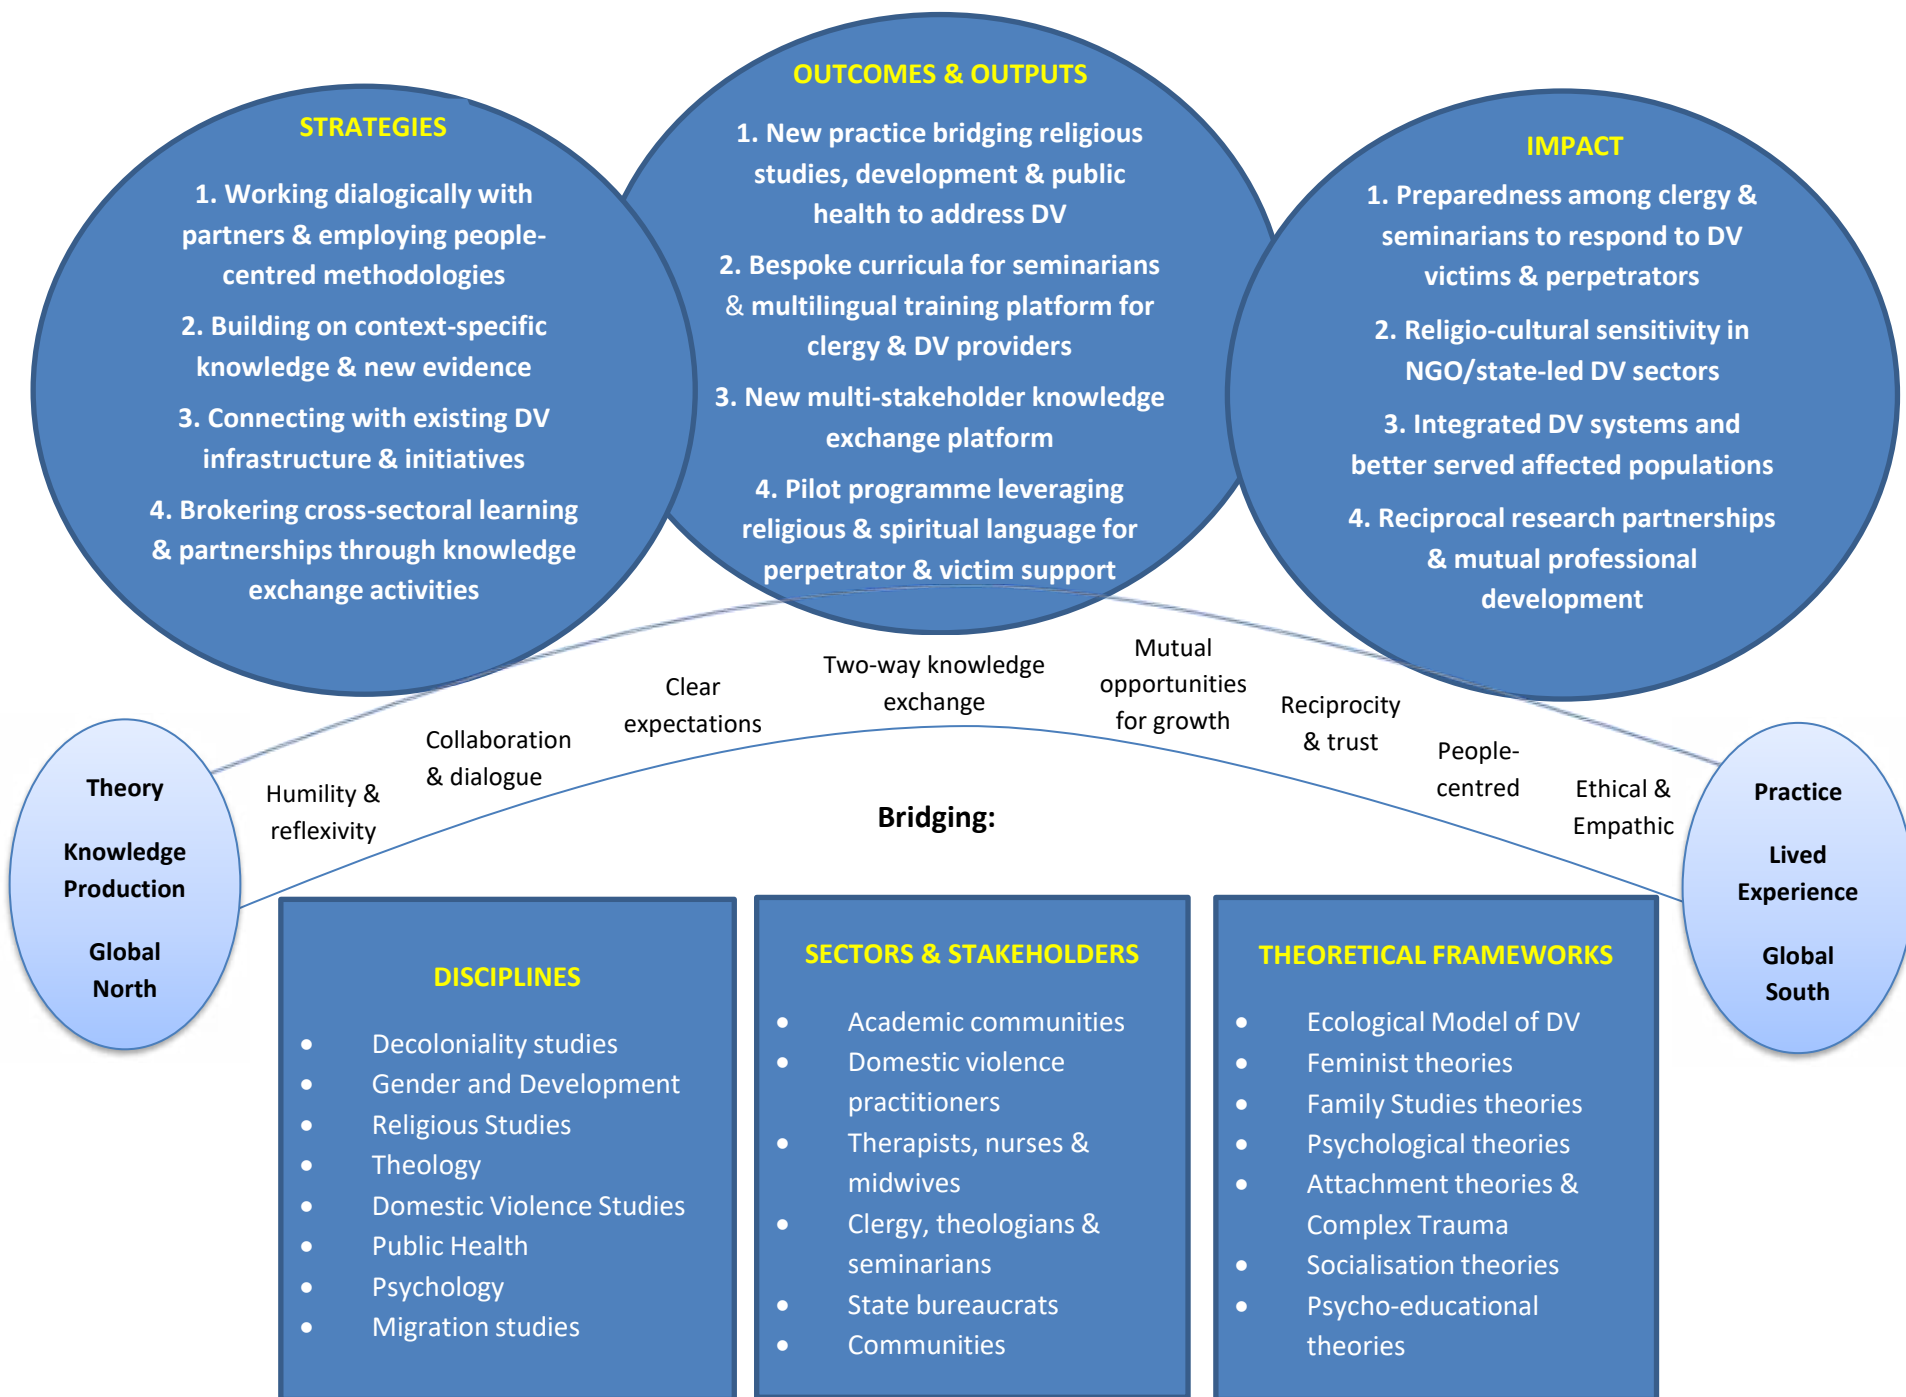 STRATEGIES
1. Working dialogically with
partners & employing people-
centred methodologies
2. Building on context-specific
knowledge & new evidence
3. Connecting with existing DV
infrastructure & initiatives
4. Brokering cross-sectoral learning
& partnerships through knowledge
exchange activities
OUTCOMES & OUTPUTS
1. New practice bridging religious
studies, development & public
health to address DV
2. Bespoke curricula for seminarians
& multilingual training platform for
clergy & DV providers
3. New multi-stakeholder knowledge
exchange platform
4. Pilot programme leveraging
religious & spiritual language for
perpetrator & victim support
IMPACT
1. Preparedness among clergy &
seminarians to respond to DV
victims & perpetrators
2. Religio-cultural sensitivity in
NGO/state-led DV sectors
3. Integrated DV systems and
better served affected populations
4. Reciprocal research partnerships
& mutual professional
development
Theory
Knowledge
Production
Global
North
Humility &
reflexivity
Collaboration
& dialogue
Clear
expectations
Two-way knowledge
exchange
Mutual
opportunities
for growth
Reciprocity
& trust
People-
centred
Ethical &
Empathic
Practice
Lived
Experience
Global
South
Bridging:
DISCIPLINES
• Decoloniality studies
• Gender and Development
• Religious Studies
• Theology
• Domestic Violence Studies
• Public Health
• Psychology
• Migration studies
SECTORS & STAKEHOLDERS
• Academic communities
• Domestic violence
practitioners
• Therapists, nurses &
midwives
• Clergy, theologians &
seminarians
• State bureaucrats
• Communities
THEORETICAL FRAMEWORKS
• Ecological Model of DV
• Feminist theories
• Family Studies theories
• Psychological theories
• Attachment theories &
Complex Trauma
• Socialisation theories
• Psycho-educational
theories